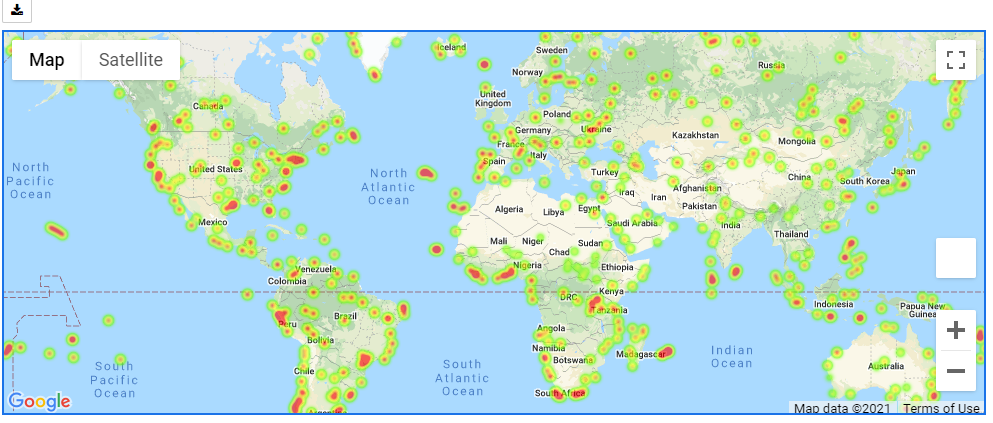 Map Satellite
Iceland
Sweden
Norway
Russia
Canada
United
Kingdom
Poland
Germany
Ukraine
Kazakhstan
Mongolia
France
Italy
Spain
Turkey
North
Pacific
Ocean
United States
North
Atlantic
Ocean
China
South Korea
Japan
Iraq
Iran
Afghanistan
Pakistan
Algeria
Libya
Egypt
Saudi Arabia
India
Mexico
Mali
Niger
Chad
Sudan
Thailand
Nigeria
Ethiopia
Venezuela
Colombia
DRC
Kenya
Tanzania
Indonesia
Papua New
Guinea
Peru
Brazil
Bolivia
Angola
Namibia
Botswana
Madagascar
Indian
Ocean
South
Pacific
Ocean
Chile
South
Atlantic
Ocean
Australia
South Africa
Argentina
Google
Map data ©2021 Terms of Use